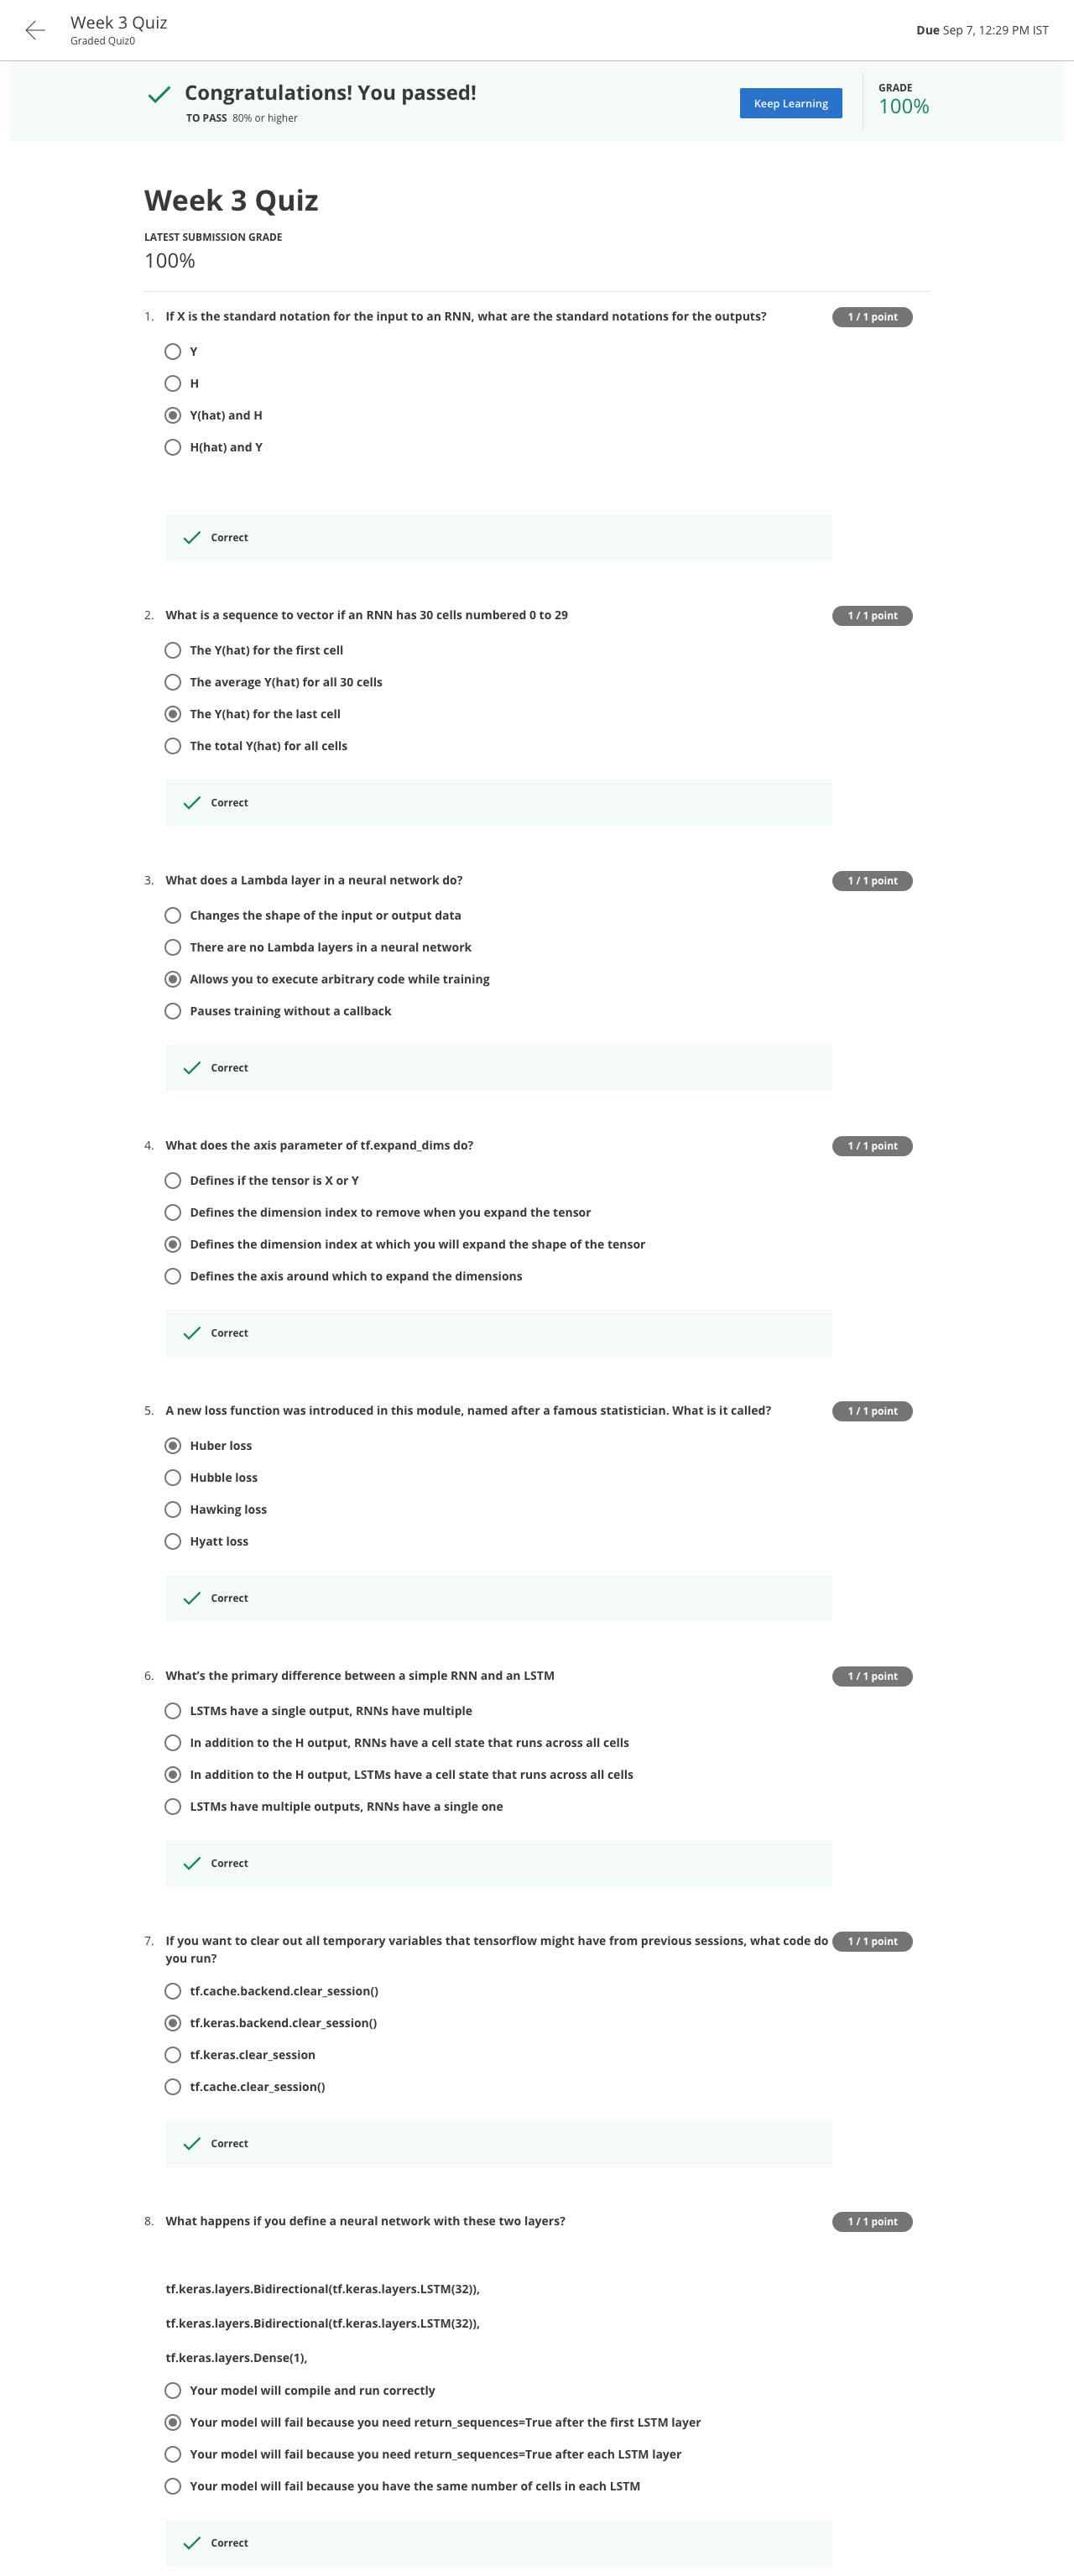 Week 3 Quiz
Graded Quiz0
Due Sep 7, 12:29 PM IST
Congratulations! You passed!
TO PASS 80% or higher
Keep Learning
GRADE
100%
Week 3 Quiz
LATEST SUBMISSION GRADE
100%
1. If X is the standard notation for the input to an RNN, what are the standard notations for the outputs? 1 / 1 point
Y
H
Y(hat) and H
H(hat) and Y
Correct
2. What is a sequence to vector if an RNN has 30 cells numbered 0 to 29 1 / 1 point
The Y(hat) for the first cell
The average Y(hat) for all 30 cells
The Y(hat) for the last cell
The total Y(hat) for all cells
Correct
3. What does a Lambda layer in a neural network do? 1 / 1 point
Changes the shape of the input or output data
There are no Lambda layers in a neural network
Allows you to execute arbitrary code while training
Pauses training without a callback
Correct
4. What does the axis parameter of tf.expand_dims do? 1 / 1 point
Defines if the tensor is X or Y
Defines the dimension index to remove when you expand the tensor
Defines the dimension index at which you will expand the shape of the tensor
Defines the axis around which to expand the dimensions
Correct
5. A new loss function was introduced in this module, named after a famous statistician. What is it called? 1 / 1 point
Huber loss
Hubble loss
Hawking loss
Hyatt loss
Correct
6. What’s the primary difference between a simple RNN and an LSTM 1 / 1 point
LSTMs have a single output, RNNs have multiple
In addition to the H output, RNNs have a cell state that runs across all cells
In addition to the H output, LSTMs have a cell state that runs across all cells
LSTMs have multiple outputs, RNNs have a single one
Correct
7. If you want to clear out all temporary variables that tensorflow might have from previous sessions, what code do 1 / 1 point
you run?
tf.cache.backend.clear_session()
tf.keras.backend.clear_session()
tf.keras.clear_session
tf.cache.clear_session()
Correct
8. What happens if you define a neural network with these two layers? 1 / 1 point
tf.keras.layers.Bidirectional(tf.keras.layers.LSTM(32)),
tf.keras.layers.Bidirectional(tf.keras.layers.LSTM(32)),
tf.keras.layers.Dense(1),
Your model will compile and run correctly
Your model will fail because you need return_sequences=True after the first LSTM layer
Your model will fail because you need return_sequences=True after each LSTM layer
Your model will fail because you have the same number of cells in each LSTM
Correct